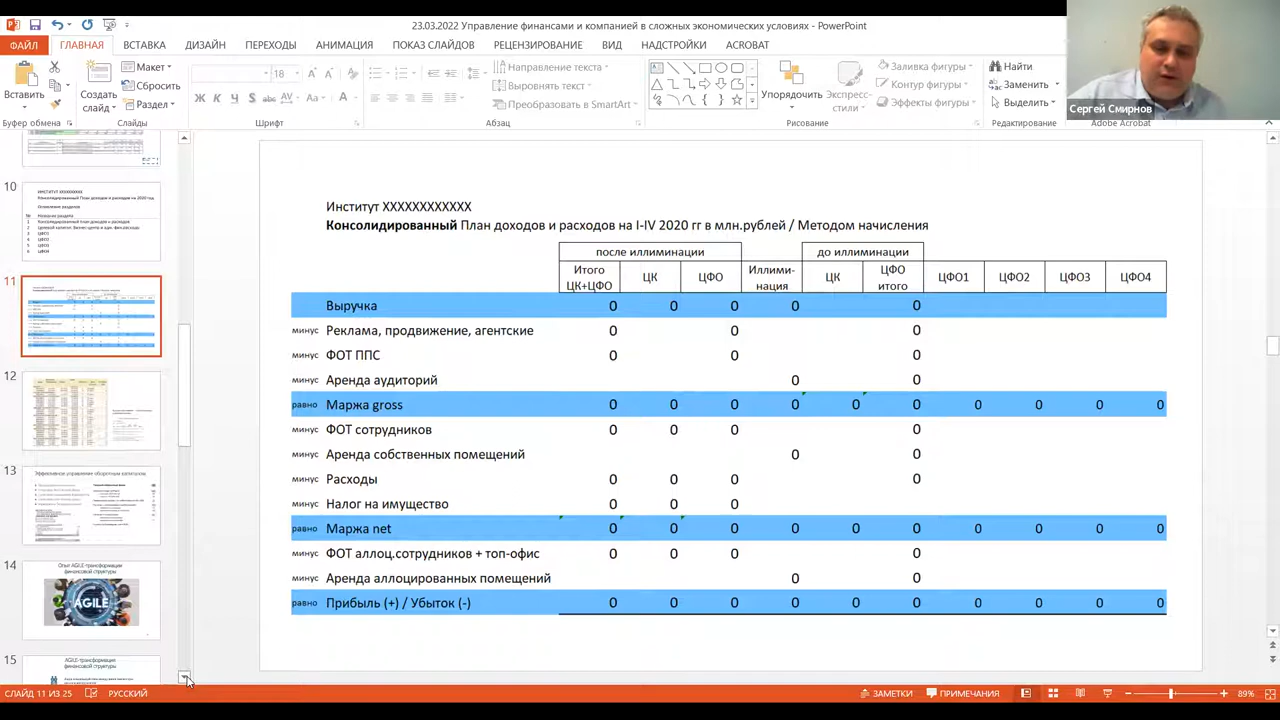 23.03.2022 Управление финансами и компанией в сложных экономических условиях - PowerPoint
ФАЙЛ ГЛАВНАЯ ВСТАВКА ДИЗАЙН ПЕРЕХОДЫ АНИМАЦИЯ ПОКАЗ СЛАЙДОВ РЕЦЕНЗИРОВАНИЕ ВИД НАДСТРОЙКИ ACROBAT
Вставить
Создать слайд
Макет
Сбросить
Раздел
18
Ж К Ч S abc AV Aa А
Направление текста
Выровнять текст
Преобразовать в SmartArt
Упорядочить
Экспресс-стили
Заливка фигуры
Контур фигуры
Эффекты фигуры
Найти
Заменить
Выделить
Сергей Смирнов
Буфер обмена Слайды Шрифт Абзац Рисование Редактирование Adobe Acrobat
10
11
12
13
Эффективное управление оборотным капиталом
14
Опыт AGILE-трансформации
финансовой структуры
AGILE
15
AGILE-трансформация
финансовой структуры
Институт XXXXXXXXXXXX
Консолидированный План доходов и расходов на I-IV 2020 гг в млн.рублей / Методом начисления
после иллиминации до иллиминации
Итого ЦК+ЦФО ЦК ЦФО Иллими-нация ЦК ЦФО итого ЦФО1 ЦФО2 ЦФО3 ЦФО4
Выручка 0 0 0 0 0
минус Реклама, продвижение, агентские 0 0 0
минус ФОТ ППС 0 0 0
минус Аренда аудиторий 0 0
равно Маржа gross 0 0 0 0 0 0 0 0 0 0
минус ФОТ сотрудников 0 0 0 0
минус Аренда собственных помещений 0 0
минус Расходы 0 0 0 0
минус Налог на имущество 0 0 0
равно Маржа net 0 0 0 0 0 0 0 0 0 0
минус ФОТ аллоц.сотрудников + топ-офис 0 0 0 0
минус Аренда аллоцированных помещений 0 0
равно Прибыль (+) / Убыток (-) 0 0 0 0 0 0 0 0 0 0
СЛАЙД 11 ИЗ 25 РУССКИЙ ЗАМЕТКИ ПРИМЕЧАНИЯ 89%